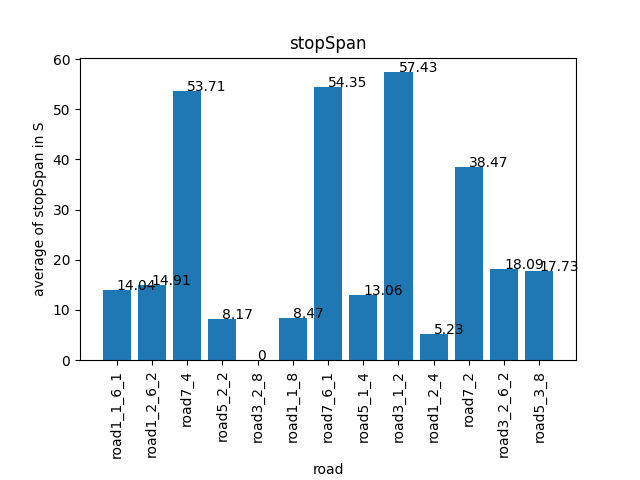 stopSpan
average of stopSpan in S
60
50
40
30
20
10
0
14.04
14.91
53.71
8.17
0
8.47
54.35
13.06
57.43
5.23
38.47
18.09
17.73
road1_1_6_1
road1_2_6_2
road7_4
road5_2_2
road3_2_8
road1_1_8
road7_6_1
road5_1_4
road3_1_2
road1_2_4
road7_2
road3_2_6_2
road5_3_8
road